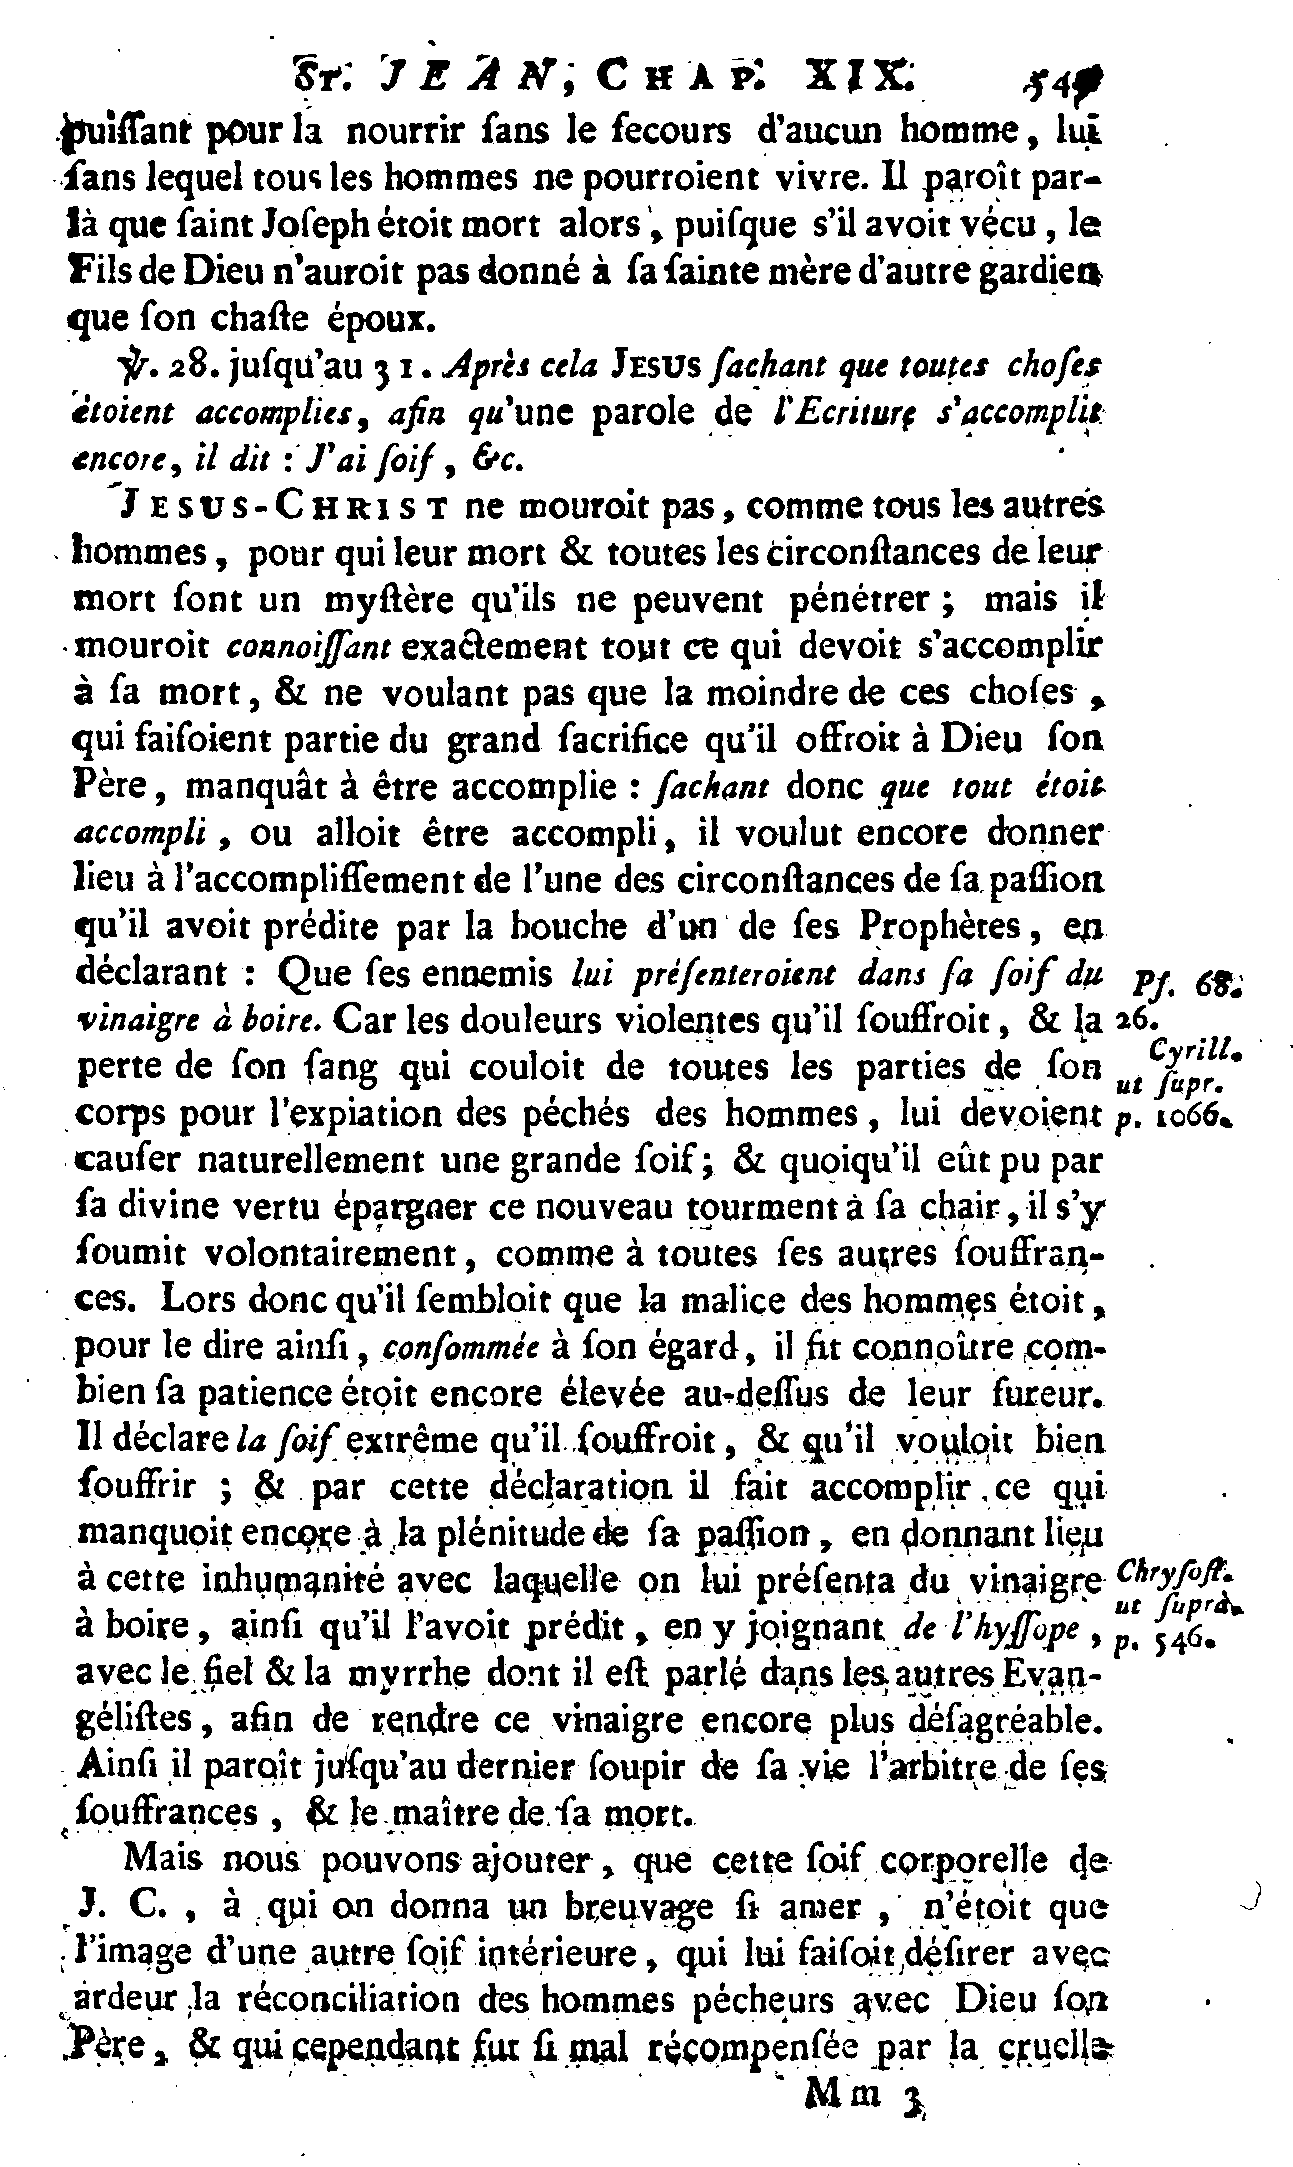 ST. JEAN, CHAP. XIX. 549
puiſſant pour la nourrir ſans le ſecours d'aucun homme, lui
ſans lequel tous les hommes ne pourroient vivre. Il paroît par-
là que ſaint Joſeph étoit mort alors, puiſque s'il avoit vécu, le
Fils de Dieu n'auroit pas donné à ſa ſainte mère d'autre gardien
que ſon chaſte époux.
℣. 28. juſqu'au 31. Après cela JESUS ſachant que toutes choſes
étoient accomplies, afin qu'une parole de l'Ecriture s'accomplît
encore, il dit : J'ai ſoif, &c.
JESUS-CHRIST ne mouroit pas, comme tous les autres
hommes, pour qui leur mort & toutes les circonſtances de leur
mort ſont un myſtère qu'ils ne peuvent pénétrer ; mais il
mouroit connoiſſant exactement tout ce qui devoit s'accomplir
à ſa mort, & ne voulant pas que la moindre de ces choſes,
qui faiſoient partie du grand ſacrifice qu'il offroit à Dieu ſon
Père, manquât à être accomplie : ſachant donc que tout étoit
accompli, ou alloit être accompli, il voulut encore donner
lieu à l'accompliſſement de l'une des circonſtances de ſa paſſion
qu'il avoit prédite par la bouche d'un de ſes Prophètes, en
déclarant : Que ſes ennemis lui préſenteroient dans ſa ſoif du
vinaigre à boire. Car les douleurs violentes qu'il ſouffroit, & la
perte de ſon ſang qui couloit de toutes les parties de ſon
corps pour l'expiation des péchés des hommes, lui devoient
cauſer naturellement une grande ſoif ; & quoiqu'il eût pu par
ſa divine vertu épargner ce nouveau tourment à ſa chair, il s'y
ſoumit volontairement, comme à toutes ſes autres ſouffran-
ces. Lors donc qu'il ſembloit que la malice des hommes étoit,
pour le dire ainſi, conſommée à ſon égard, il fit connoître com-
bien ſa patience étoit encore élevée au-deſſus de leur fureur.
Il déclare la ſoif extrême qu'il ſouffroit, & qu'il vouloit bien
ſouffrir ; & par cette déclaration il fait accomplir ce qui
manquoit encore à la plénitude de ſa paſſion, en donnant lieu
à cette inhumanité avec laquelle on lui préſenta du vinaigre
à boire, ainſi qu'il l'avoit prédit, en y joignant de l'hyſſope,
avec le fiel & la myrrhe dont il eſt parlé dans les autres Evan-
géliſtes, afin de rendre ce vinaigre encore plus déſagréable.
Ainſi il paroît juſqu'au dernier ſoupir de ſa vie l'arbitre de ſes
ſouffrances, & le maître de ſa mort.
Mais nous pouvons ajouter, que cette ſoif corporelle de
J. C., à qui on donna un breuvage ſi amer, n'étoit que
l'image d'une autre ſoif intérieure, qui lui faiſoit déſirer avec
ardeur la réconciliation des hommes pécheurs avec Dieu ſon
Père, & qui cependant fut ſi mal récompenſée par la cruelle
Mm 3
Pſ. 68.
26.
Cyrill.
ut ſupr.
p. 1066.
Chryſoſt.
ut ſuprà.
p. 546.